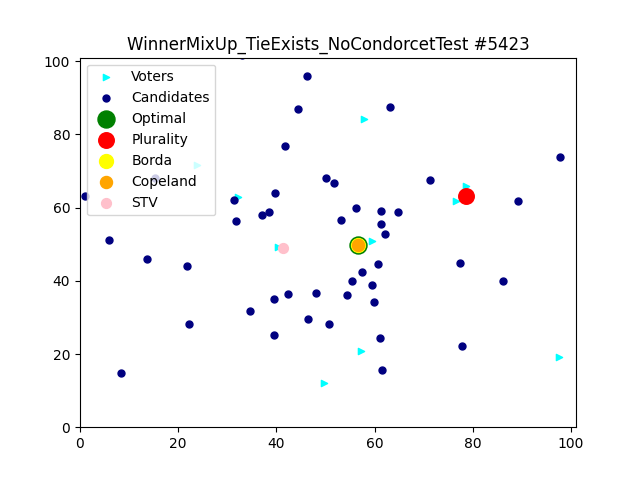 WinnerMixUp_TieExists_NoCondorcetTest #5423
Voters
Candidates
Optimal
Plurality
Borda
Copeland
STV
100
80
60
40
20
0
0 20 40 60 80 100